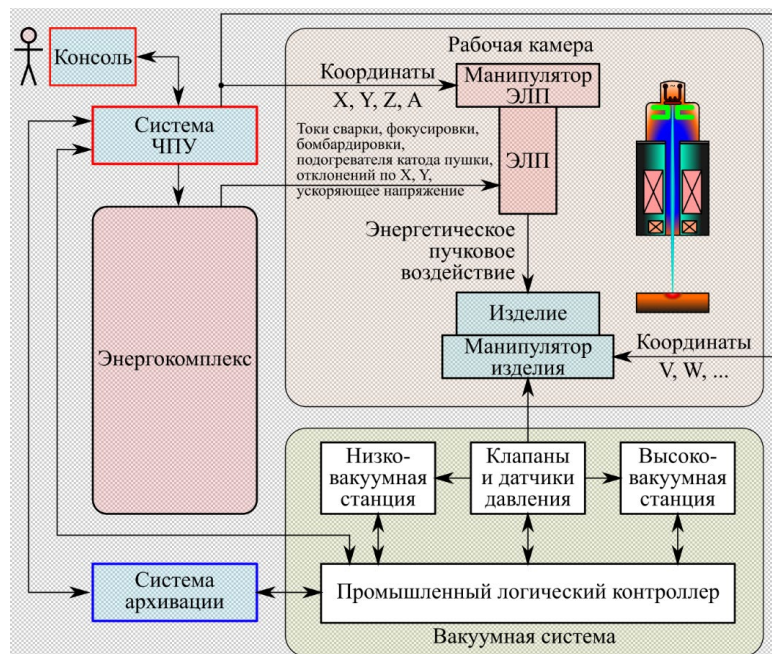 Консоль
Система
ЧПУ
Энергокомплекс
Система
архивации
Рабочая камера
Координаты
X, Y, Z, A
Манипулятор
ЭЛП
Токи сварки, фокусировки,
бомбардировки,
подогревателя катода пушки,
отклонений по X, Y,
ускоряющее напряжение
ЭЛП
Энергетическое
пучковое
воздействие
Изделие
Манипулятор
изделия
Координаты
V, W, ...
Низко-
вакуумная
станция
Клапаны
и датчики
давления
Высоко-
вакуумная
станция
Промышленный логический контроллер
Вакуумная система